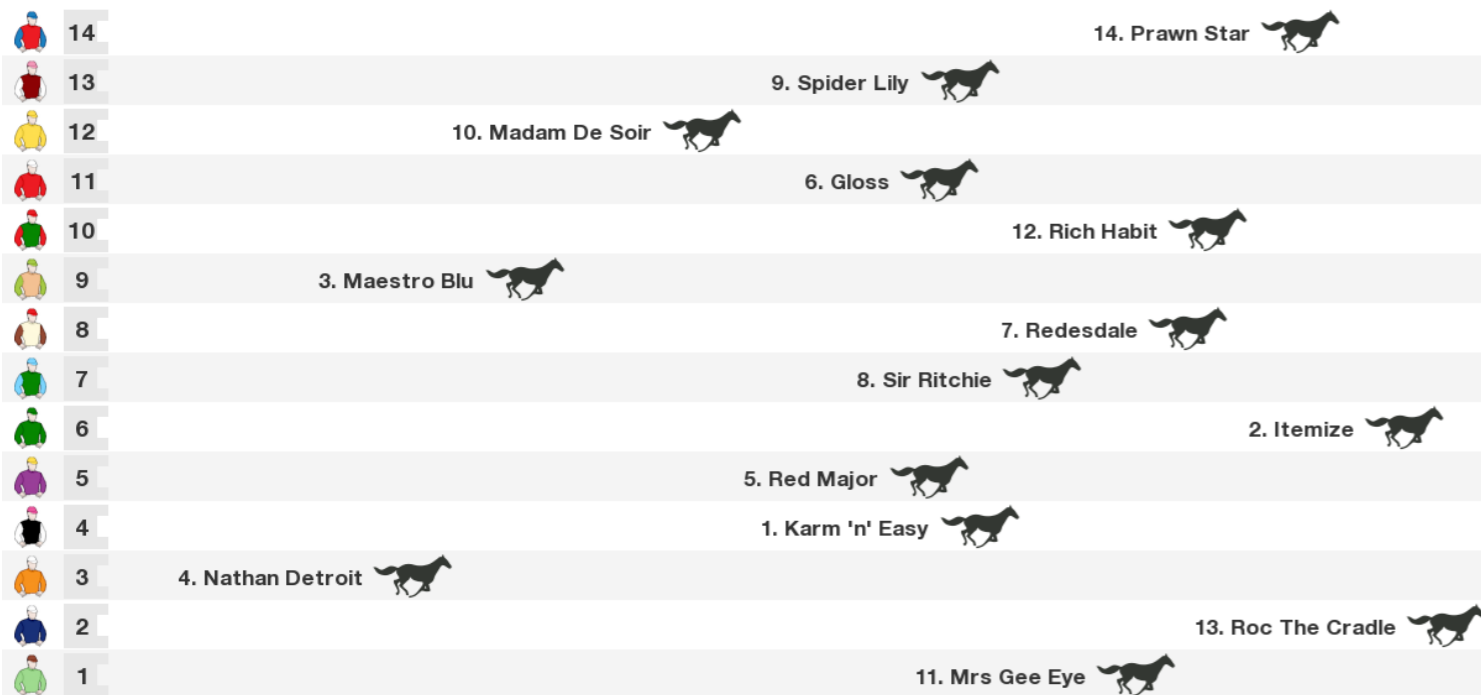 14 14. Prawn Star
13 9. Spider Lily
12 10. Madam De Soir
11 6. Gloss
10 12. Rich Habit
9 3. Maestro Blu
8 7. Redesdale
7 8. Sir Ritchie
6 2. Itemize
5 5. Red Major
4 1. Karm 'n' Easy
3 4. Nathan Detroit
2 13. Roc The Cradle
1 11. Mrs Gee Eye